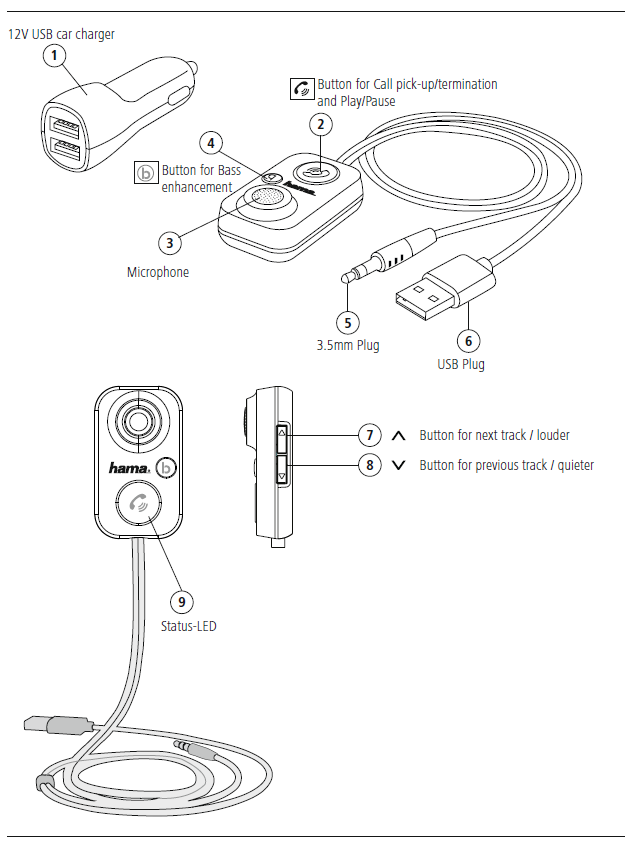 12V USB car charger
1
Button for Call pick-up/termination
and Play/Pause
2
4
b
Button for Bass
enhancement
hama.
3
Microphone
5
3.5mm Plug
6
USB Plug
hama.
b
7
Button for next track / louder
8
Button for previous track / quieter
9
Status-LED